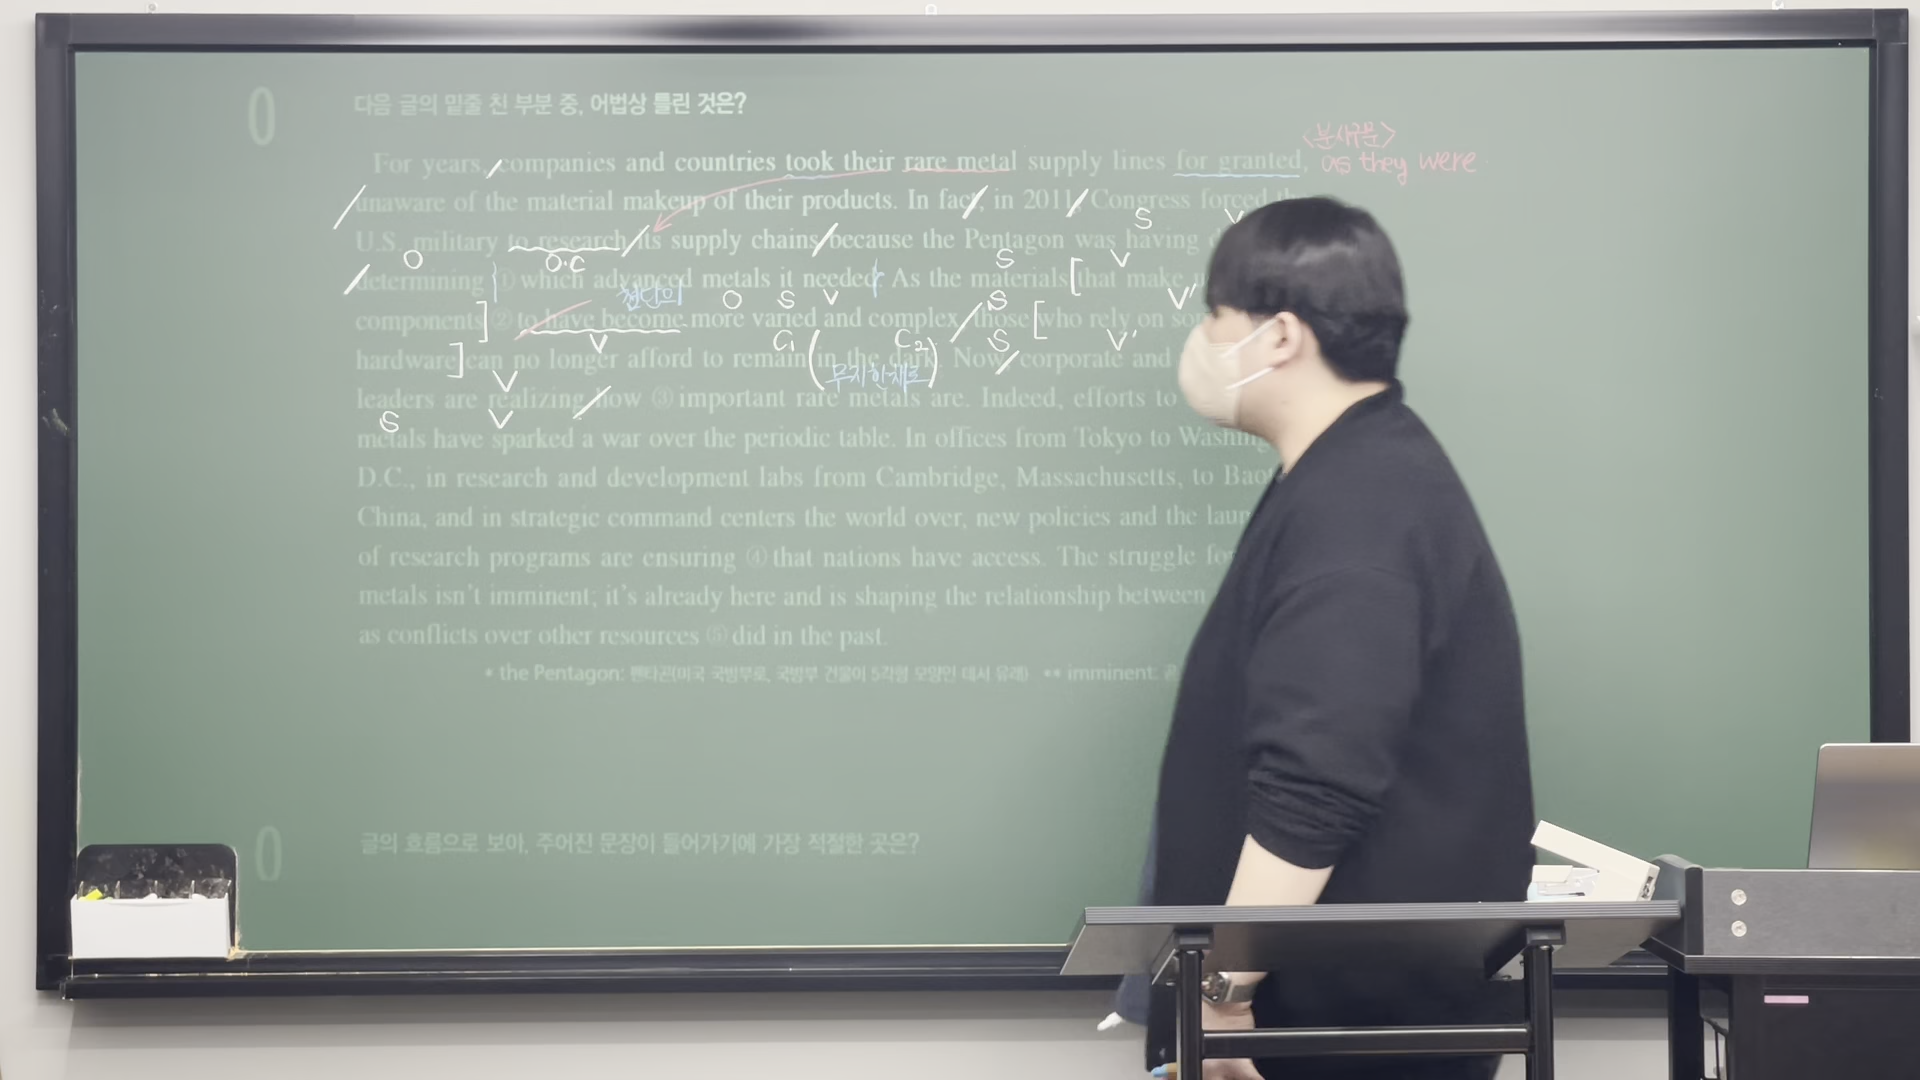 다음 글의 밑줄 친 부분 중, 어법상 틀린 것은?
<분사구문>
For years, companies and countries took their rare metal supply lines for granted, as they were
unaware of the material makeup of their products. In fact, in 2011, Congress forced the
S V
U.S. military to research its supply chains because the Pentagon was having
O O.C S V
determining ① which advanced metals it needed. As the materials [that make
첨단의 O S V S V'
components] ② to have become more varied and complex, those [who rely on
V C1 C2 S V'
hardware] can no longer afford to remain (in the dark). Now, corporate and
V 무지한채로
leaders are realizing how ③ important rare metals are. Indeed, efforts to
S V
metals have sparked a war over the periodic table. In offices from Tokyo to
D.C., in research and development labs from Cambridge, Massachusetts, to
China, and in strategic command centers the world over, new policies and the
of research programs are ensuring ④ that nations have access. The struggle
metals isn't imminent; it's already here and is shaping the relationship between
as conflicts over other resources ⑤ did in the past.
* the Pentagon: 펜타곤(미국 국방부로, 국방부 건물이 5각형 모양인 데서 유래) ** imminent:
글의 흐름으로 보아, 주어진 문장이 들어가기에 가장 적절한 곳은?